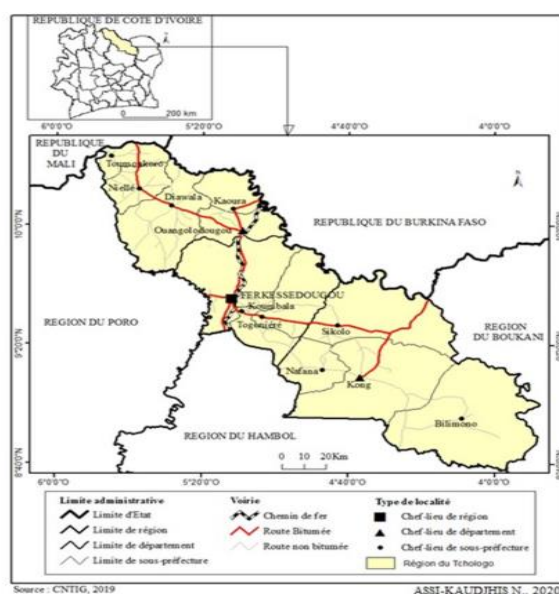 REPUBLIQUE DE COTE D'IVOIRE
N
0 200 km
6°0'0" 5°20'0" 4°40'0" 4°0'0"
REPUBLIQUE
DU
MALI
Toumoukoro
N
Niellé
Diawala
Kaoura
10°0'0"
Ouangolodougou
REPUBLIQUE DU BURKINA FASO
FERKESSEDOUGOU
Koumbala
REGION DU PORO
Togoniéré
Sikolo
REGION
DU BOUKANI
9°20'0"
Nafana
Kong
Bilimono
REGION DU HAMBOL
0 10 20Km
8°40'0"
6°0'0" 5°20'0" 4°40'0" 4°0'0"
Limite administrative
Limite d'Etat
Limite de région
Limite de département
Limite de sous-préfecture
Voirie
Chemin de fer
Route Bitumée
Route non bitumée
Type de localité
Chef-lieu de région
Chef-lieu de département
Chef-lieu de sous-préfecture
Région du Tchologo
Source : CNTIG, 2019
ASSI-KAUDJHIS N., 2020